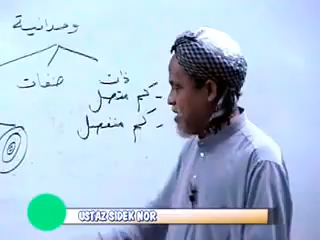 وحدانية
ذات صفات
- كم متصل
- كم منفصل
USTAZ SIDEK NOR